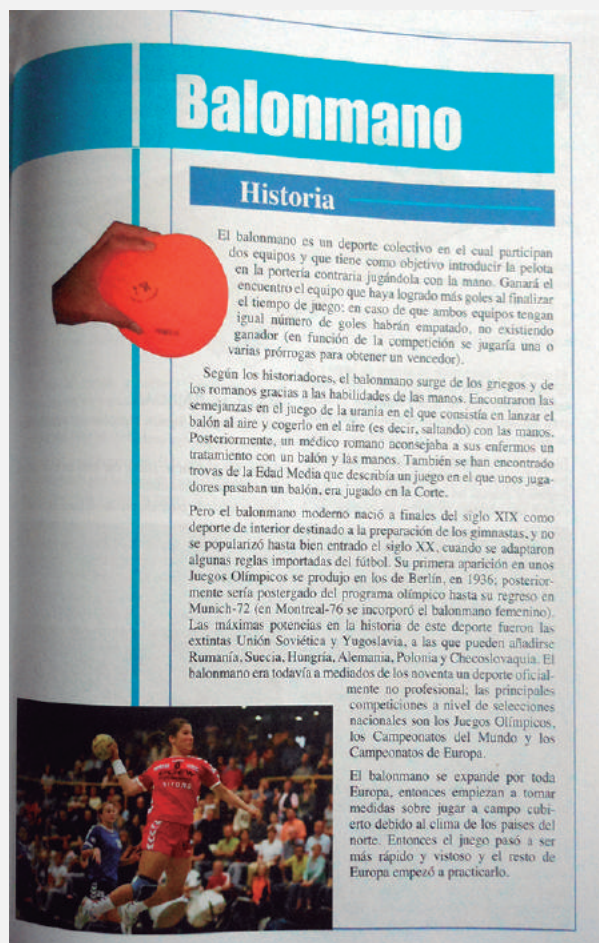 Balonmano
Historia
El balonmano es un deporte colectivo en el cual participan
dos equipos y que tiene como objetivo introducir la pelota
en la portería contraria jugándola con la mano. Ganará el
encuentro el equipo que haya logrado más goles al finalizar
el tiempo de juego; en caso de que ambos equipos tengan
igual número de goles habrán empatado, no existiendo
ganador (en función de la competición se jugaría una o
varias prórrogas para obtener un vencedor).
Según los historiadores, el balonmano surge de los griegos y de
los romanos gracias a las habilidades de las manos. Encontraron las
semejanzas en el juego de la urania en el que consistía en lanzar el
balón al aire y cogerlo en el aire (es decir, saltando) con las manos.
Posteriormente, un médico romano aconsejaba a sus enfermos un
tratamiento con un balón y las manos. También se han encontrado
trovas de la Edad Media que describía un juego en el que unos juga-
dores pasaban un balón, era jugado en la Corte.
Pero el balonmano moderno nació a finales del siglo XIX como
deporte de interior destinado a la preparación de los gimnastas, y no
se popularizó hasta bien entrado el siglo XX, cuando se adaptaron
algunas reglas importadas del fútbol. Su primera aparición en unos
Juegos Olímpicos se produjo en los de Berlín, en 1936; posterior-
mente sería postergado del programa olímpico hasta su regreso en
Munich-72 (en Montreal-76 se incorporó el balonmano femenino).
Las máximas potencias en la historia de este deporte fueron las
extintas Unión Soviética y Yugoslavia, a las que pueden añadirse
Rumanía, Suecia, Hungría, Alemania, Polonia y Checoslovaquia. El
balonmano era todavía a mediados de los noventa un deporte oficial-
mente no profesional; las principales
competiciones a nivel de selecciones
nacionales son los Juegos Olímpicos,
los Campeonatos del Mundo y los
Campeonatos de Europa.
El balonmano se expande por toda
Europa, entonces empiezan a tomar
medidas sobre jugar a campo cubi-
erto debido al clima de los países del
norte. Entonces el juego pasó a ser
más rápido y vistoso y el resto de
Europa empezó a practicarlo.